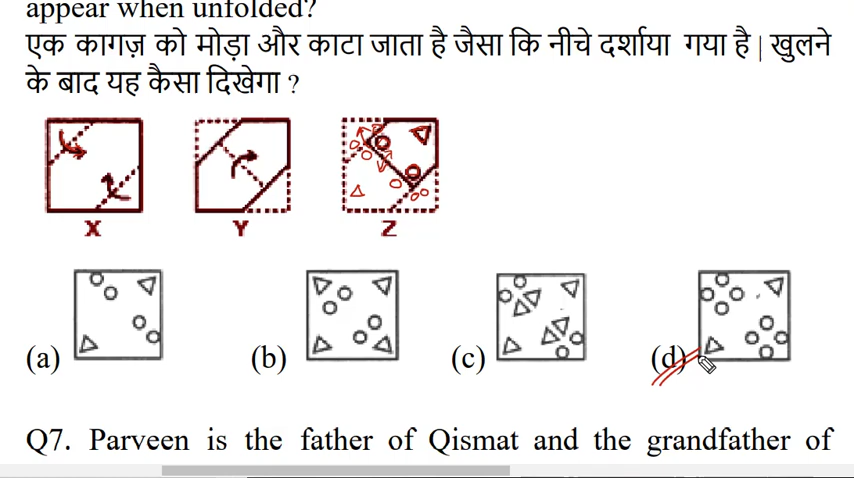 appear when unfolded?
एक कागज़ को मोड़ा और काटा जाता है जैसा कि नीचे दर्शाया गया है | खुलने
के बाद यह कैसा दिखेगा ?
X Y Z
(a) (b) (c) (d)
Q7. Parveen is the father of Qismat and the grandfather of